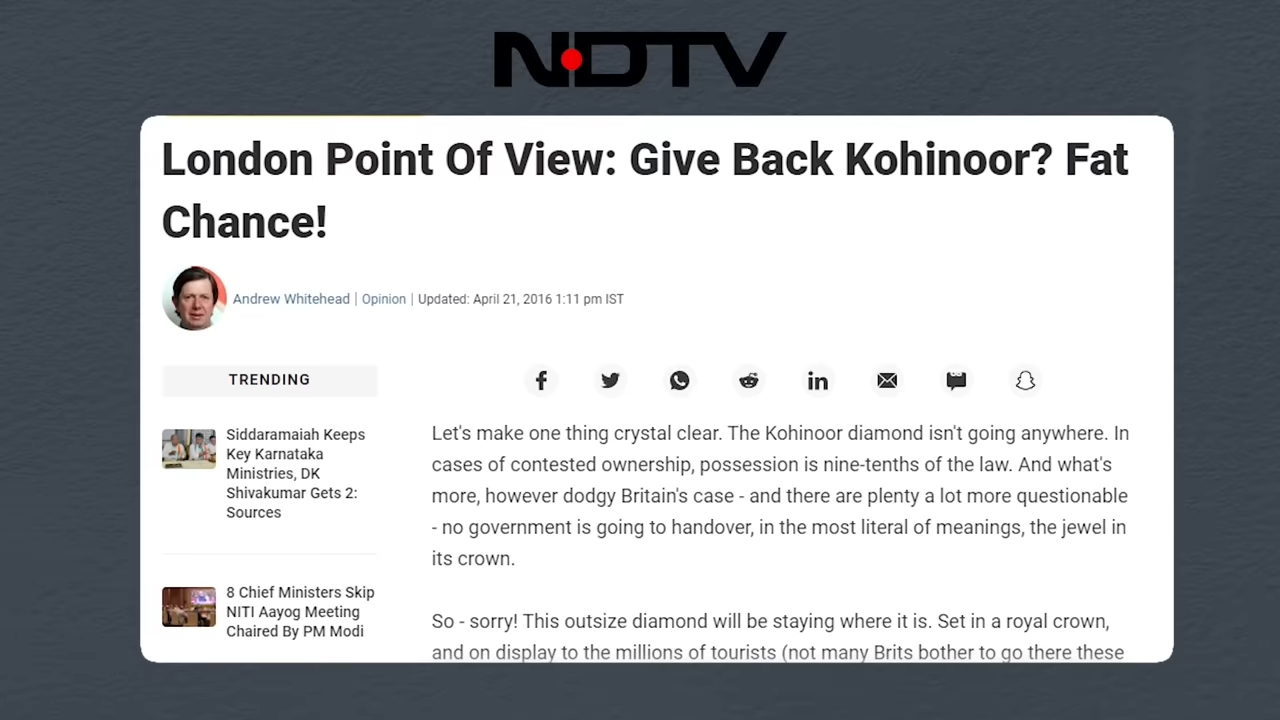 NDTV
London Point Of View: Give Back Kohinoor? Fat
Chance!
Andrew Whitehead | Opinion | Updated: April 21, 2016 1:11 pm IST
TRENDING
Siddaramaiah Keeps
Key Karnataka
Ministries, DK
Shivakumar Gets 2:
Sources
8 Chief Ministers Skip
NITI Aayog Meeting
Chaired By PM Modi
Let's make one thing crystal clear. The Kohinoor diamond isn't going anywhere. In
cases of contested ownership, possession is nine-tenths of the law. And what's
more, however dodgy Britain's case - and there are plenty a lot more questionable
- no government is going to handover, in the most literal of meanings, the jewel in
its crown.
So - sorry! This outsize diamond will be staying where it is. Set in a royal crown,
and on display to the millions of tourists (not many Brits bother to go there these